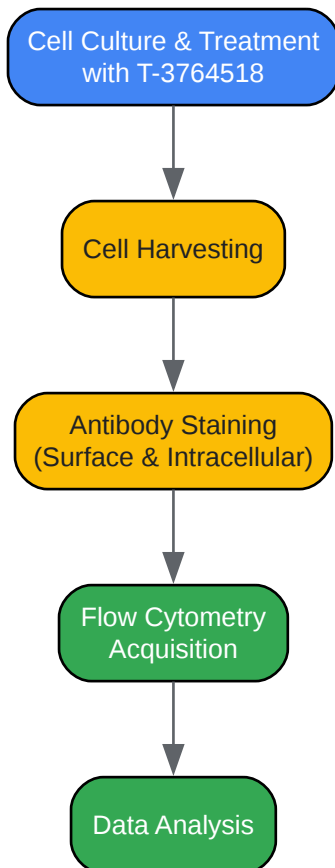 Cell Culture & Treatment
with T-3764518
Cell Harvesting
Antibody Staining
(Surface & Intracellular)
Flow Cytometry
Acquisition
Data Analysis